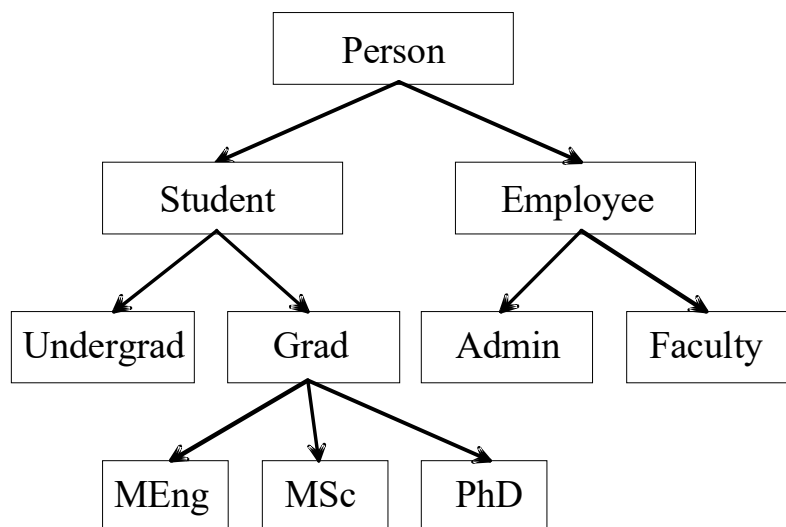 Person
Student
Employee
Undergrad
Grad
Admin
Faculty
MEng
MSc
PhD